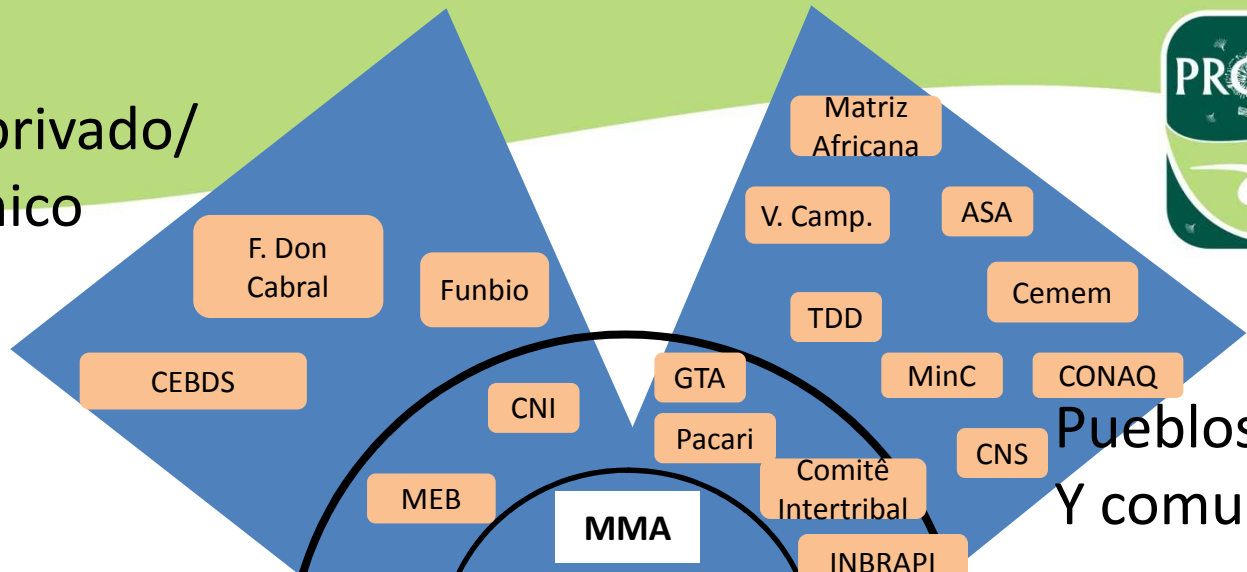 privado/
nico
F. Don
Cabral
Funbio
CEBDS
CNI
MEB
MMA
Matriz
Africana
V. Camp.
ASA
TDD
Cemem
GTA
MinC
CONAQ
Pacari
CNS
Comitê
Intertribal
INBRAPI
Pueblos
Y comu